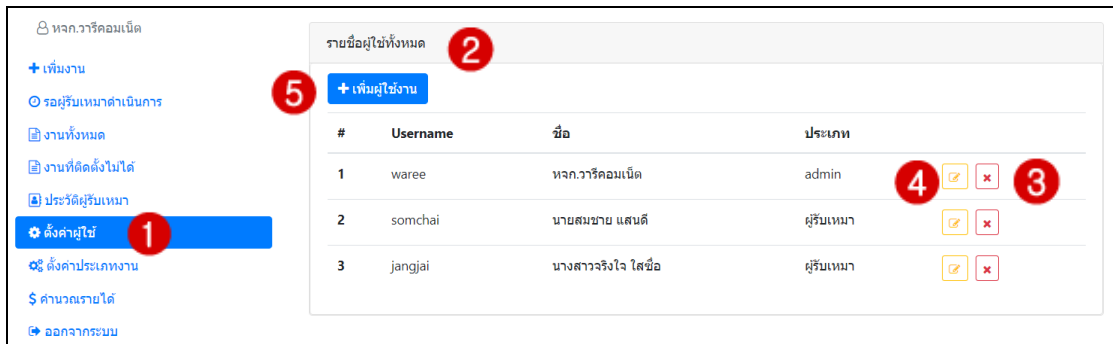 หจก.วารีคอมเน็ต
เพิ่มงาน
รอผู้รับเหมาดำเนินการ
งานทั้งหมด
งานที่ติดตั้งไม่ได้
ประวัติผู้รับเหมา
ตั้งค่าผู้ใช้ 1
ตั้งค่าประเภทงาน
$ คำนวณรายได้
ออกจากระบบ
รายชื่อผู้ใช้ทั้งหมด 2
5 + เพิ่มผู้ใช้งาน
# Username ชื่อ ประเภท
1 waree หจก.วารีคอมเน็ต admin 4 3
2 somchai นายสมชาย แสนดี ผู้รับเหมา
3 jangjai นางสาวจริงใจ ใสซื่อ ผู้รับเหมา